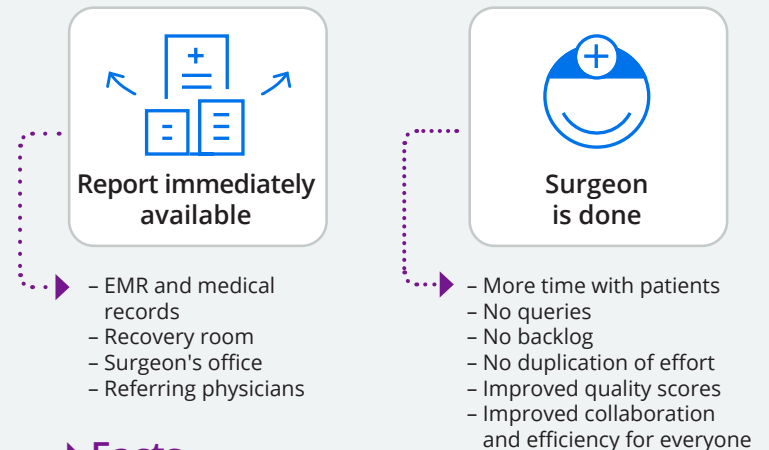 Report immediately
available
– EMR and medical
records
– Recovery room
– Surgeon's office
– Referring physicians
Surgeon
is done
– More time with patients
– No queries
– No backlog
– No duplication of effort
– Improved quality scores
– Improved collaboration
and efficiency for everyone
Facts